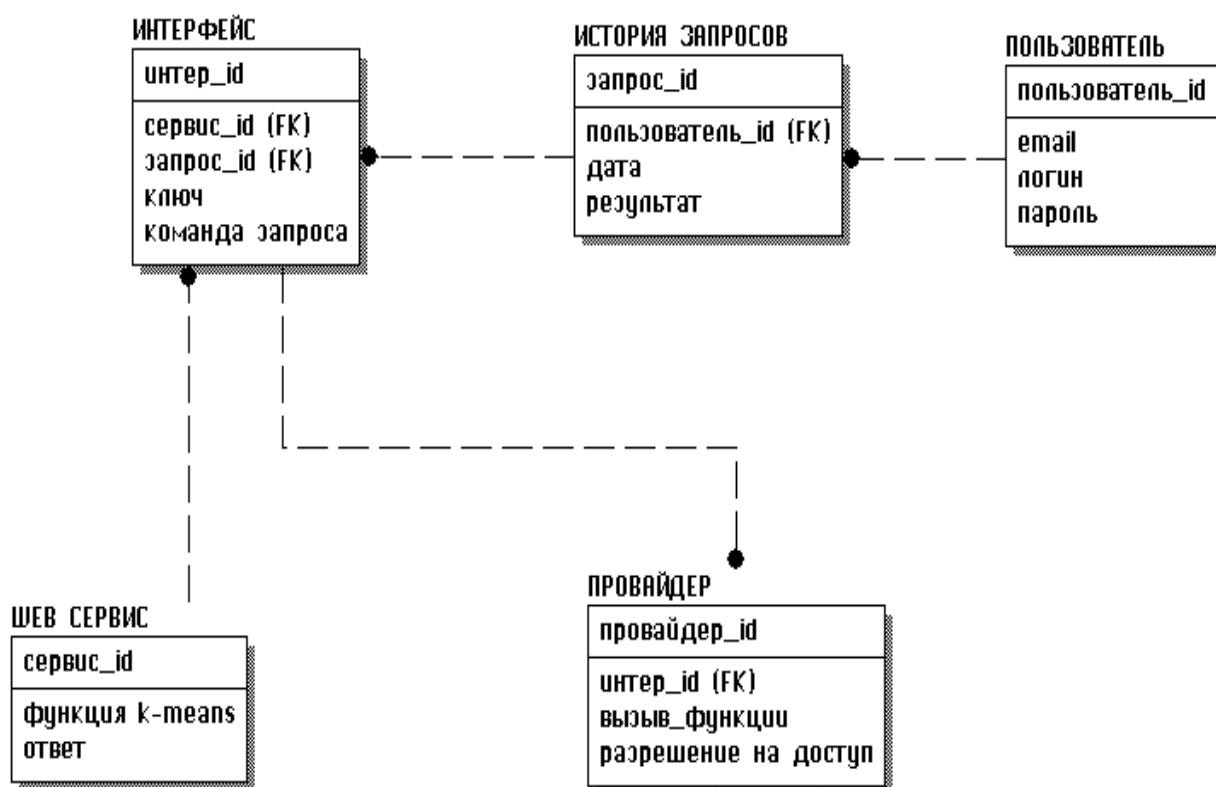 ИНТЕРФЕЙС
интер_id
сервис_id (FK)
запрос_id (FK)
ключ
команда запроса
ИСТОРИЯ ЗАПРОСОВ
запрос_id
пользователь_id (FK)
дата
результат
ПОЛЬЗОВАТЕЛЬ
пользователь_id
email
логин
пароль
ШЕВ СЕРВИС
сервис_id
функция k-means
ответ
ПРОВАЙДЕР
провайдер_id
интер_id (FK)
вызыв_функции
разрешение на доступ